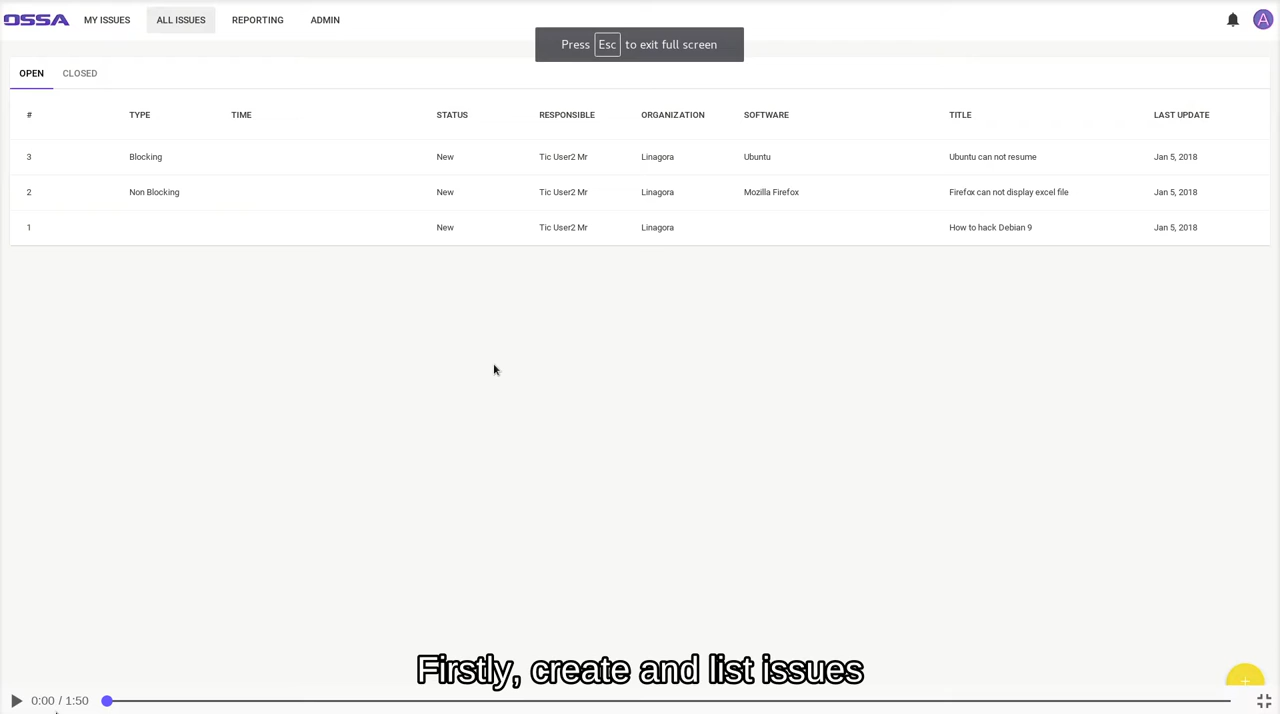 OSSA MY ISSUES ALL ISSUES REPORTING ADMIN A
Press Esc to exit full screen
OPEN CLOSED
# TYPE TIME STATUS RESPONSIBLE ORGANIZATION SOFTWARE TITLE LAST UPDATE
3 Blocking New Tic User2 Mr Linagora Ubuntu Ubuntu can not resume Jan 5, 2018
2 Non Blocking New Tic User2 Mr Linagora Mozilla Firefox Firefox can not display excel file Jan 5, 2018
1 New Tic User2 Mr Linagora How to hack Debian 9 Jan 5, 2018
Firstly, create and list issues
0:00 / 1:50